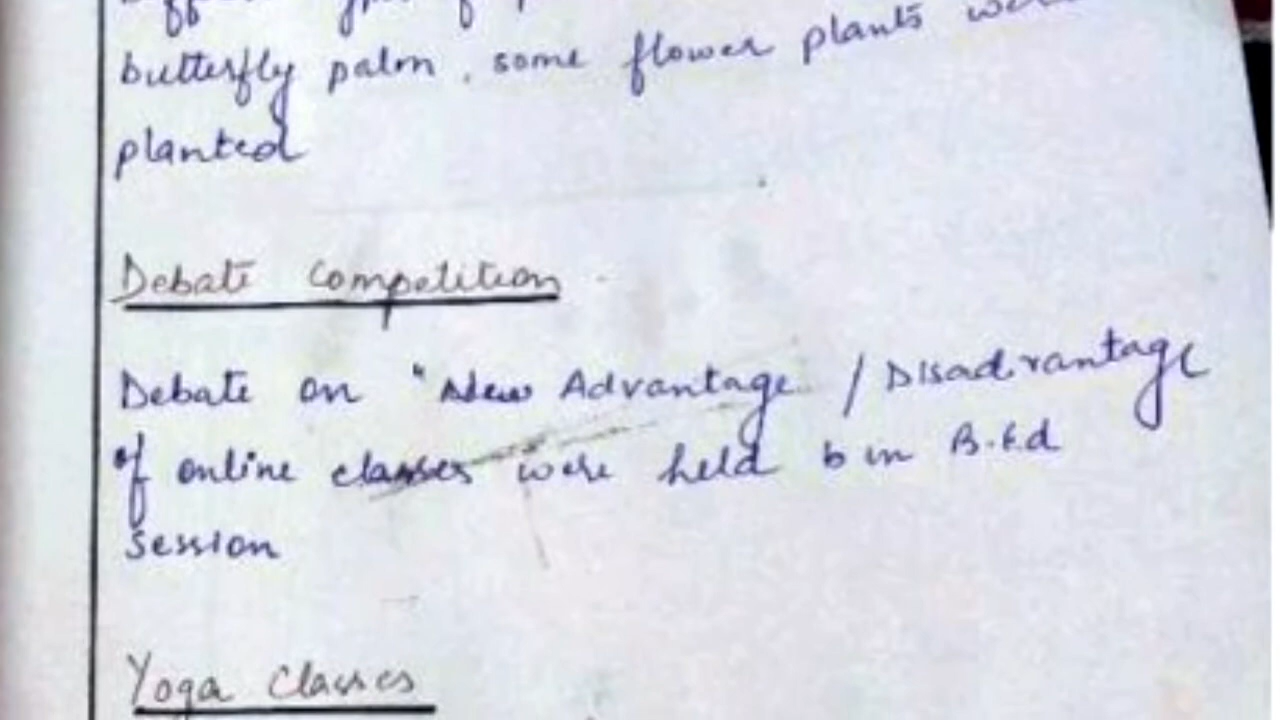 butterfly palm, some flower plants were
planted
Debate Competition
Debate on "New Advantage / Disadvantage
of online classes were held b in B.Ed
session
Yoga Classes